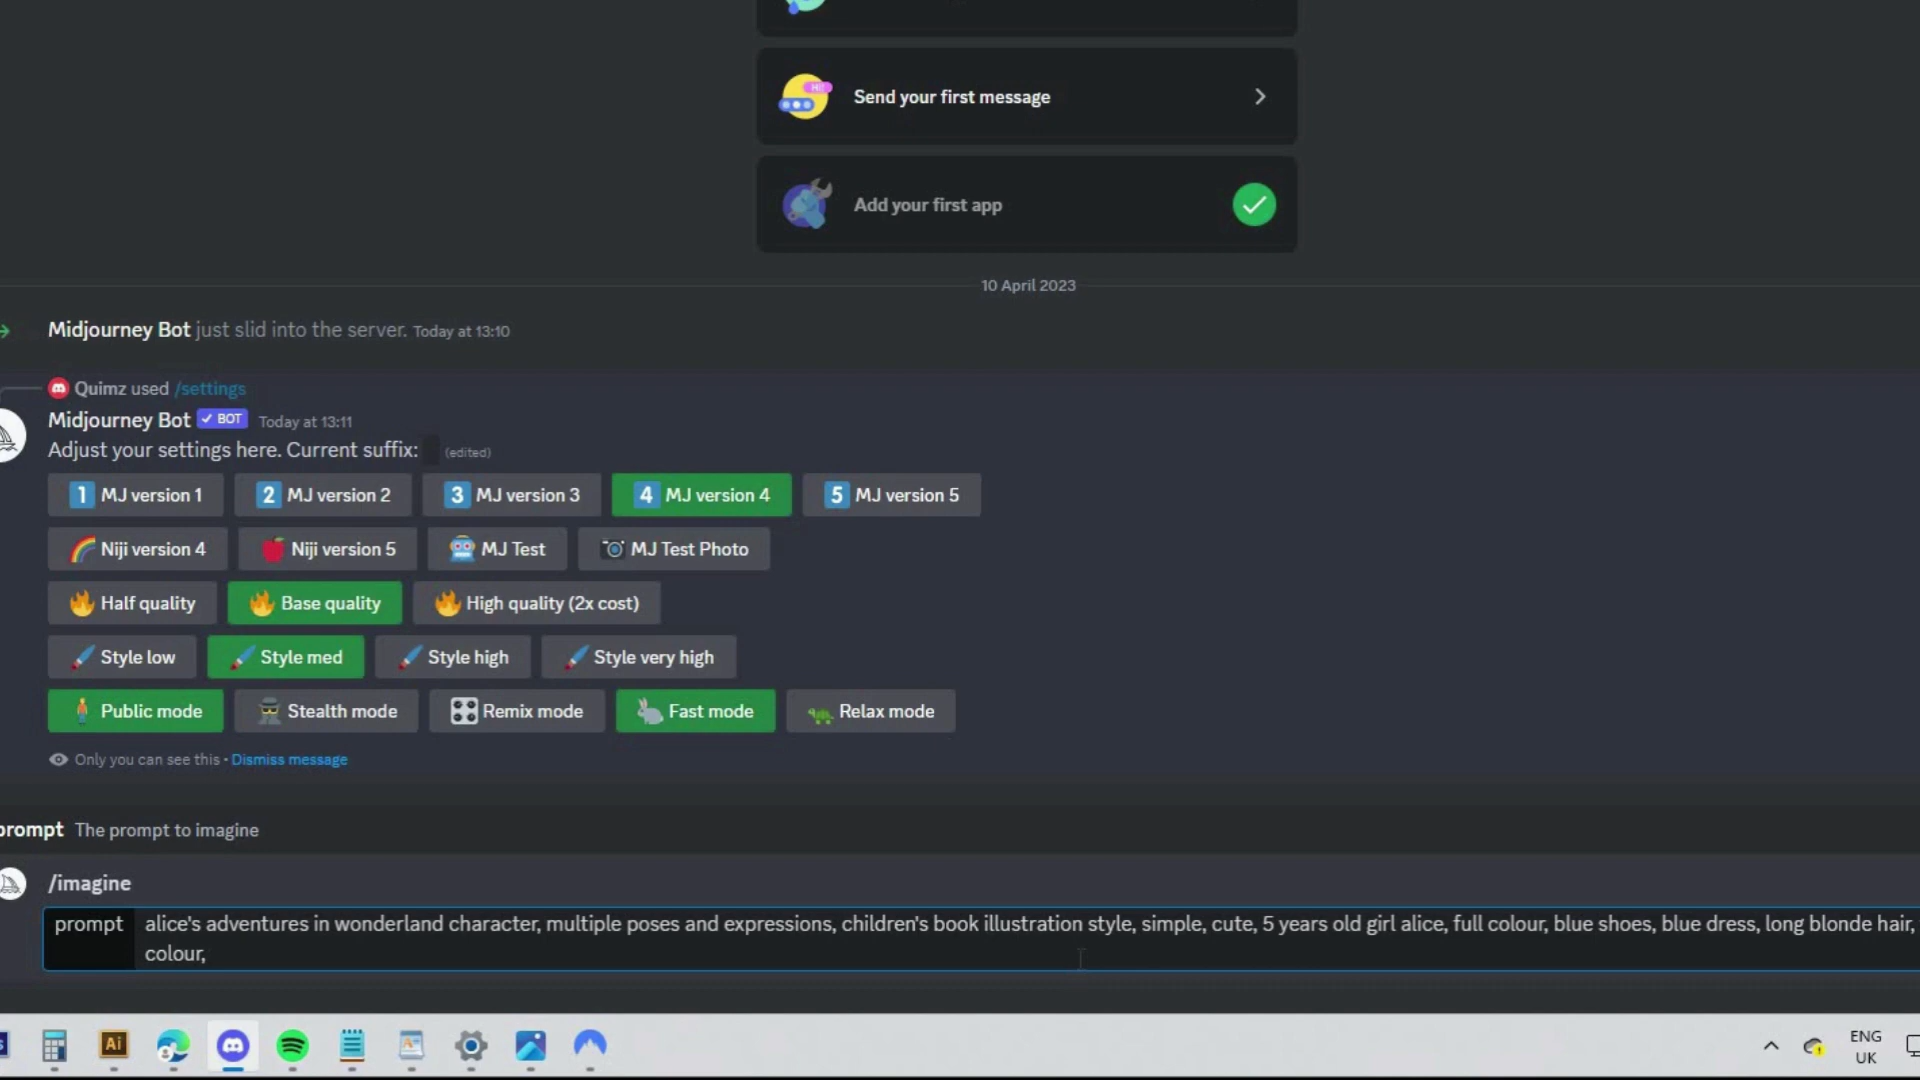 Hi!
Send your first message
Add your first app
10 April 2023
Midjourney Bot just slid into the server. Today at 13:10
Quimz used /settings
Midjourney Bot ✓ BOT Today at 13:11
Adjust your settings here. Current suffix: (edited)
1 MJ version 1 2 MJ version 2 3 MJ version 3 4 MJ version 4 5 MJ version 5
Niji version 4 Niji version 5 MJ Test MJ Test Photo
Half quality Base quality High quality (2x cost)
Style low Style med Style high Style very high
Public mode Stealth mode Remix mode Fast mode Relax mode
Only you can see this • Dismiss message
prompt The prompt to imagine
/imagine
prompt alice's adventures in wonderland character, multiple poses and expressions, children's book illustration style, simple, cute, 5 years old girl alice, full colour, blue shoes, blue dress, long blonde hair,
colour,
Ai
ENG
UK